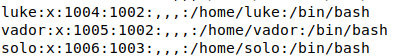 luke:x:1004:1002:,,,:/home/luke:/bin/bash
vador:x:1005:1002:,,,:/home/vador:/bin/bash
solo:x:1006:1003:,,,:/home/solo:/bin/bash